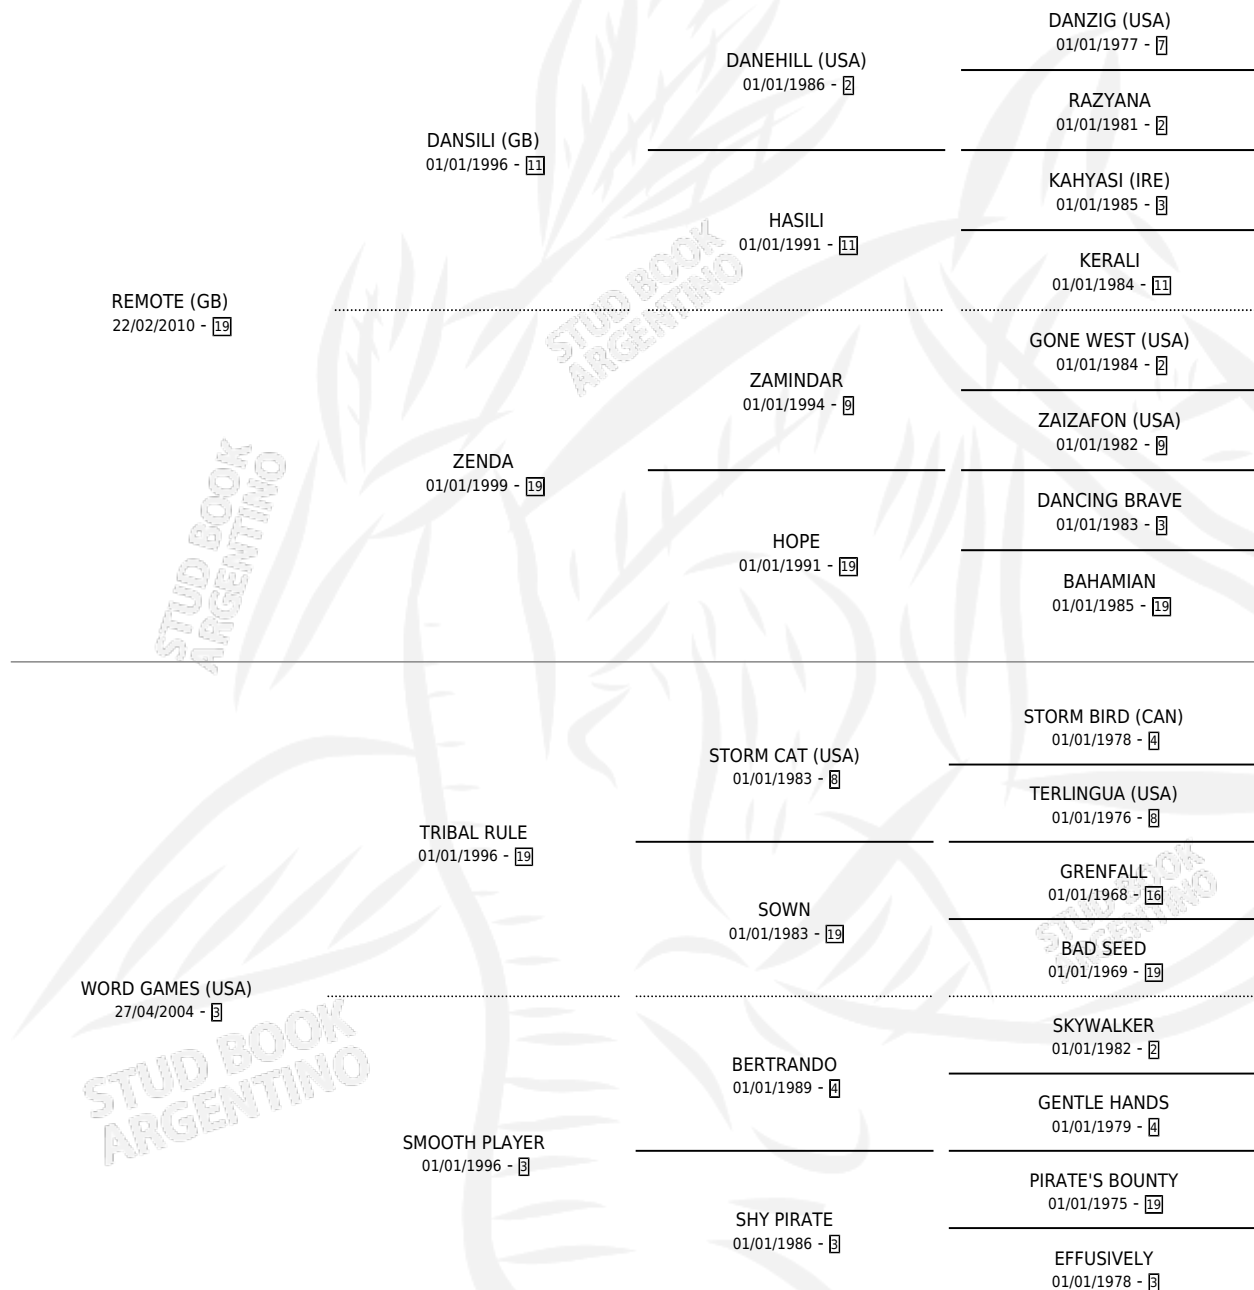 DANZIG (USA)
01/01/1977 - 7
DANEHILL (USA)
01/01/1986 - 2
RAZYANA
01/01/1981 - 2
DANSILI (GB)
01/01/1996 - 11
KAHYASI (IRE)
01/01/1985 - 3
HASILI
01/01/1991 - 11
KERALI
01/01/1984 - 11
REMOTE (GB)
22/02/2010 - 19
GONE WEST (USA)
01/01/1984 - 2
ZAMINDAR
01/01/1994 - 9
ZAIZAFON (USA)
01/01/1982 - 9
ZENDA
01/01/1999 - 19
DANCING BRAVE
01/01/1983 - 3
HOPE
01/01/1991 - 19
BAHAMIAN
01/01/1985 - 19
STORM BIRD (CAN)
01/01/1978 - 4
STORM CAT (USA)
01/01/1983 - 8
TERLINGUA (USA)
01/01/1976 - 8
TRIBAL RULE
01/01/1996 - 19
GRENFALL
01/01/1968 - 16
SOWN
01/01/1983 - 19
BAD SEED
01/01/1969 - 19
WORD GAMES (USA)
27/04/2004 - 3
SKYWALKER
01/01/1982 - 2
BERTRANDO
01/01/1989 - 4
GENTLE HANDS
01/01/1979 - 4
SMOOTH PLAYER
01/01/1996 - 3
PIRATE'S BOUNTY
01/01/1975 - 19
SHY PIRATE
01/01/1986 - 3
EFFUSIVELY
01/01/1978 - 3
STUD BOOK
ARGENTINO
STUD BOOK
ARGENTINO
STUD BOOK
ARGENTINO
STUD BOOK
ARGENTINO